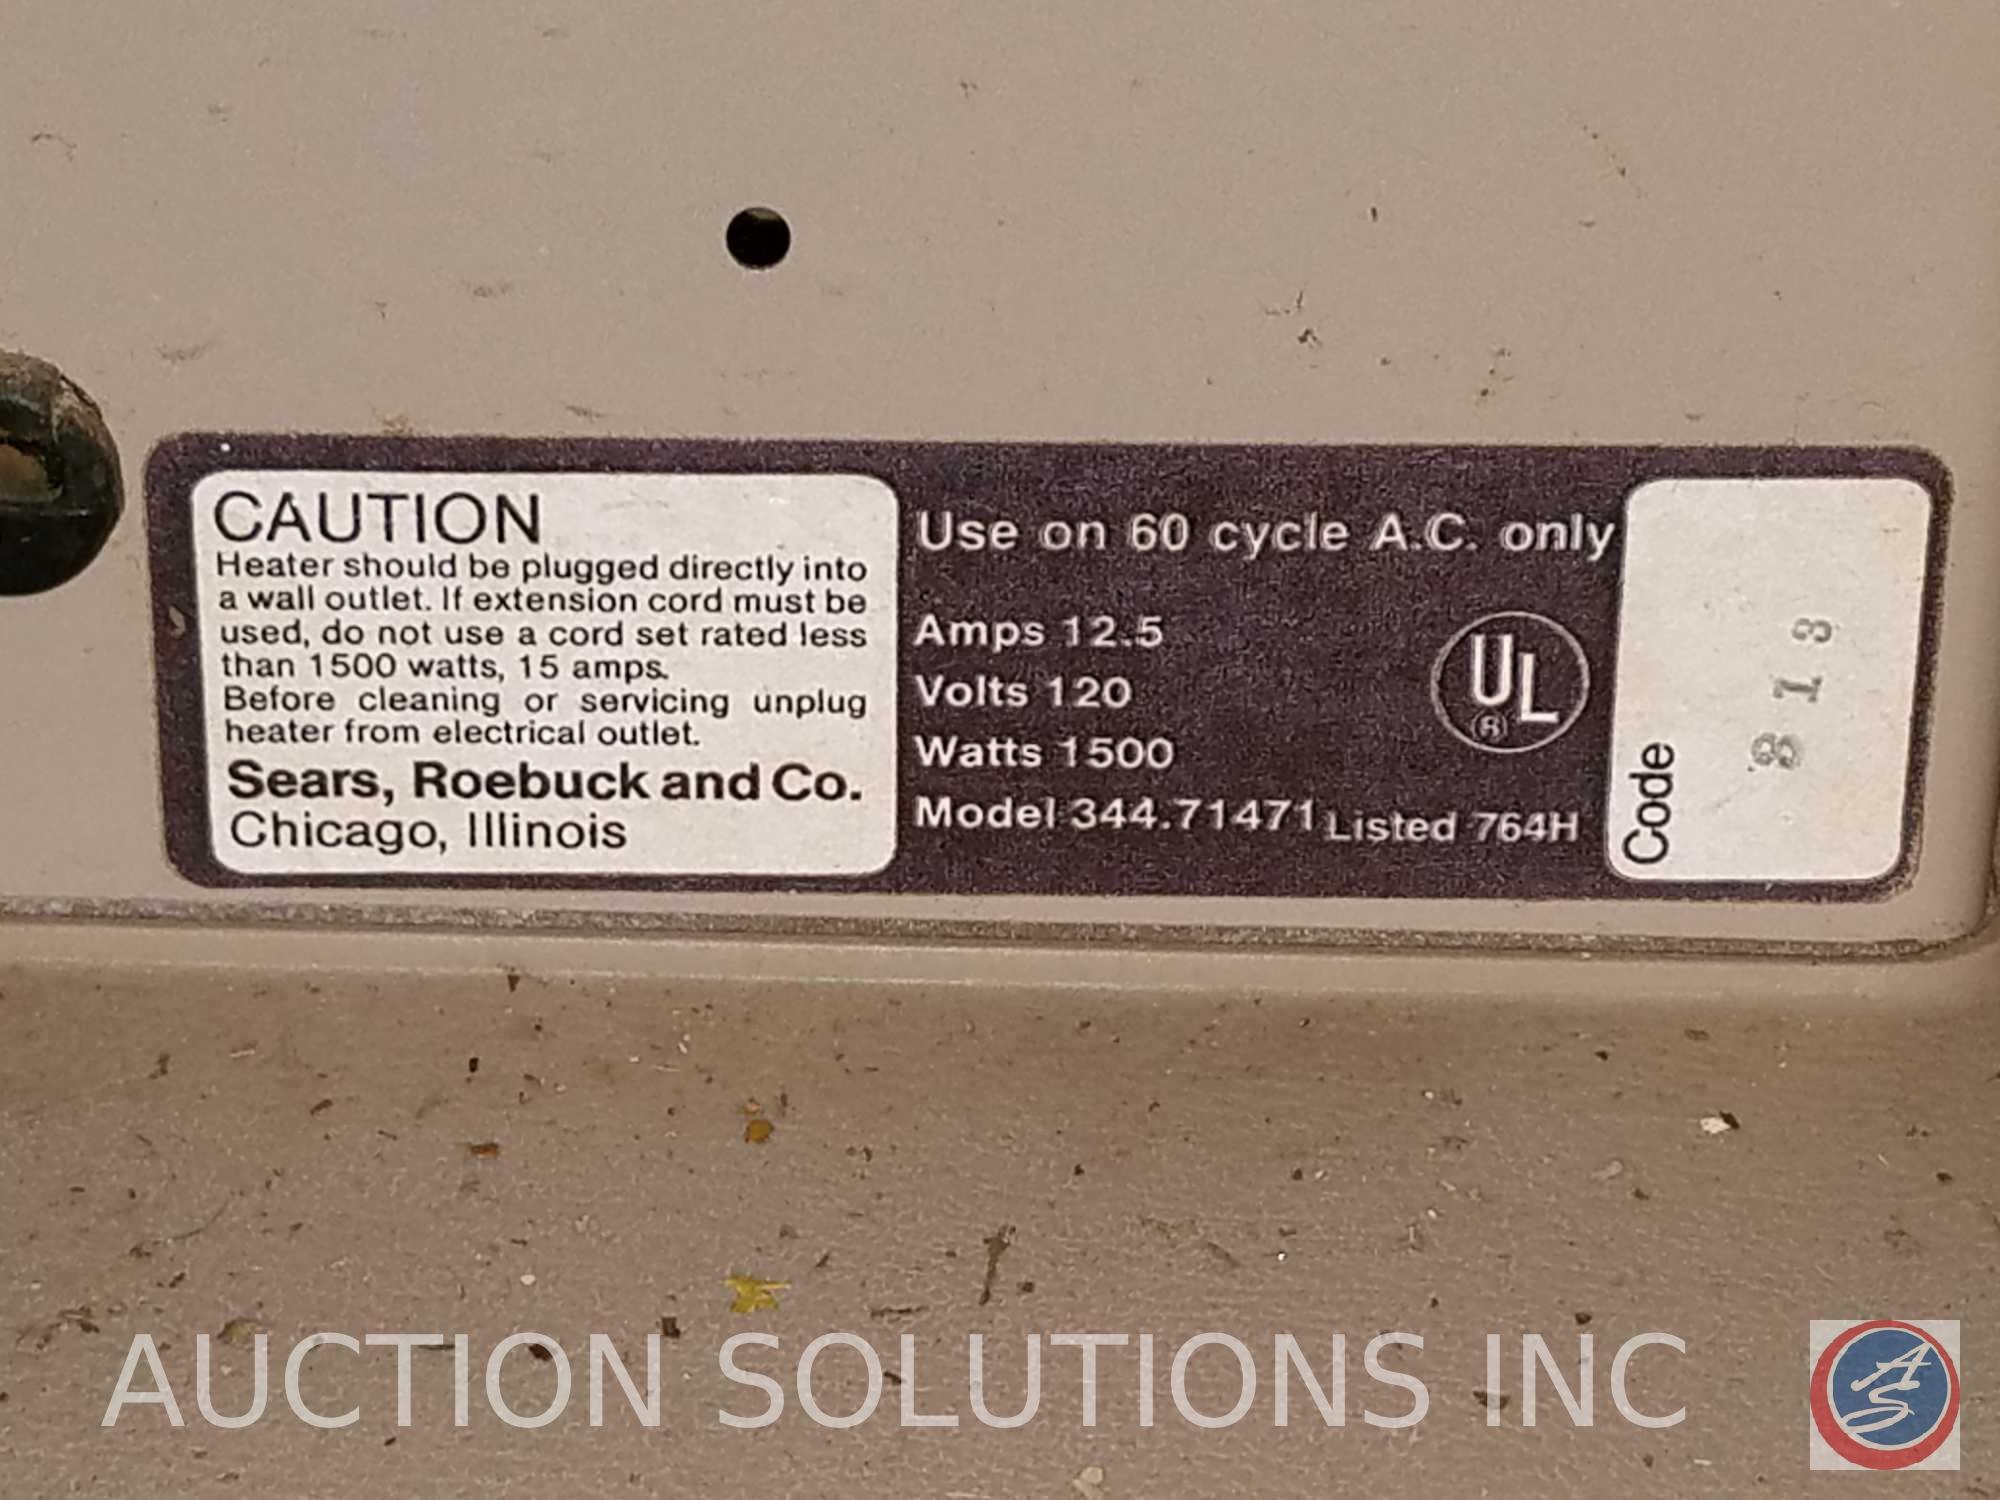 CAUTION
Heater should be plugged directly into
a wall outlet. If extension cord must be
used, do not use a cord set rated less
than 1500 watts, 15 amps.
Before cleaning or servicing unplug
heater from electrical outlet.
Sears, Roebuck and Co.
Chicago, Illinois
Use on 60 cycle A.C. only
Amps 12.5
Volts 120
Watts 1500
Model 344.71471 Listed 764H
UL
®
Code
AUCTION SOLUTIONS INC
AS